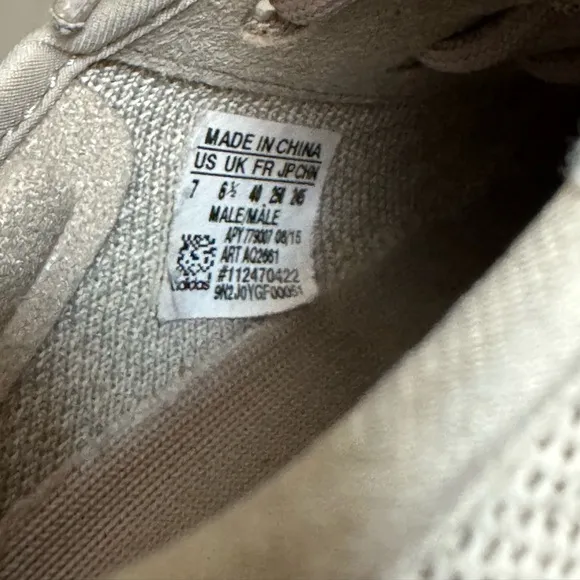 MADE IN CHINA
US UK FR JP CHN
7 6½ 40 250 245
MALE/MÂLE
APY 779007 08/15
ART AQ2661
#112470422
9N2J0YGF00051
adidas